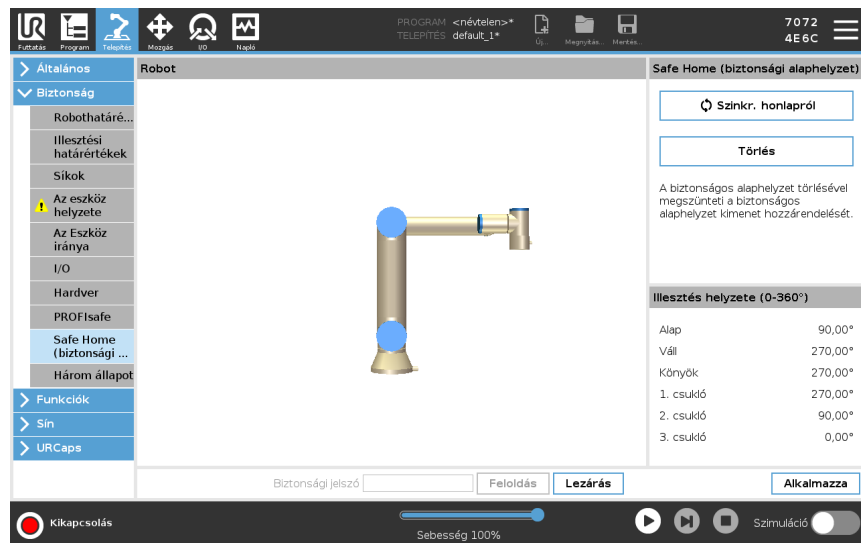 PROGRAM <névtelen>*
TELEPÍTÉS default_1*
Futtatás Program Telepítés Mozgás I/O Napló Új... Megnyitás... Mentés...
7072
4E6C
Általános
Biztonság
Robothatáré...
Illesztési
határértékek
Síkok
Az eszköz
helyzete
Az Eszköz
iránya
I/O
Hardver
PROFIsafe
Safe Home
(biztonsági ...
Három állapot
Funkciók
Sín
URCaps
Robot
Safe Home (biztonsági alaphelyzet)
Szinkr. honlapról
Törlés
A biztonságos alaphelyzet törlésével
megszünteti a biztonságos
alaphelyzet kimenet hozzárendelését.
Illesztés helyzete (0-360°)
Alap 90,00°
Váll 270,00°
Könyök 270,00°
1. csukló 270,00°
2. csukló 90,00°
3. csukló 0,00°
Biztonsági jelszó Feloldás Lezárás Alkalmazza
Kikapcsolás
Sebesség 100%
Szimuláció